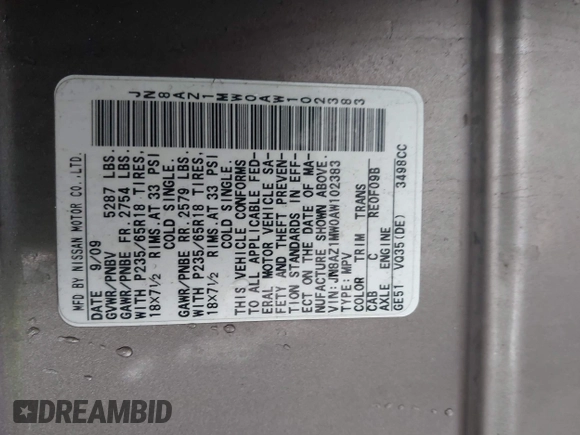 JN8AZ1MW0AW102383
MFD BY NISSAN MOTOR CO.,LTD.
DATE 9/09
GVWR/PNBV 5287 LBS.
GAWR/PNBE FR. 2754 LBS.
WITH P235/65R18 TIRES,
18X7½ RIMS.AT 33 PSI
COLD SINGLE.
GAWR/PNBE RR. 2579 LBS.
WITH P235/65R18 TIRES,
18X7½ RIMS.AT 33 PSI
COLD SINGLE.
THIS VEHICLE CONFORMS
TO ALL APPLICABLE FED-
ERAL MOTOR VEHICLE SA-
FETY AND THEFT PREVEN-
TION STANDARDS IN EFF-
ECT ON THE DATE OF MA-
NUFACTURE SHOWN ABOVE.
VIN:JN8AZ1MW0AW102383
TYPE:MPV
COLOR TRIM TRANS
CAB C RE0F09B
AXLE ENGINE
GE51 VQ35(DE) 3498CC
DREAMBID